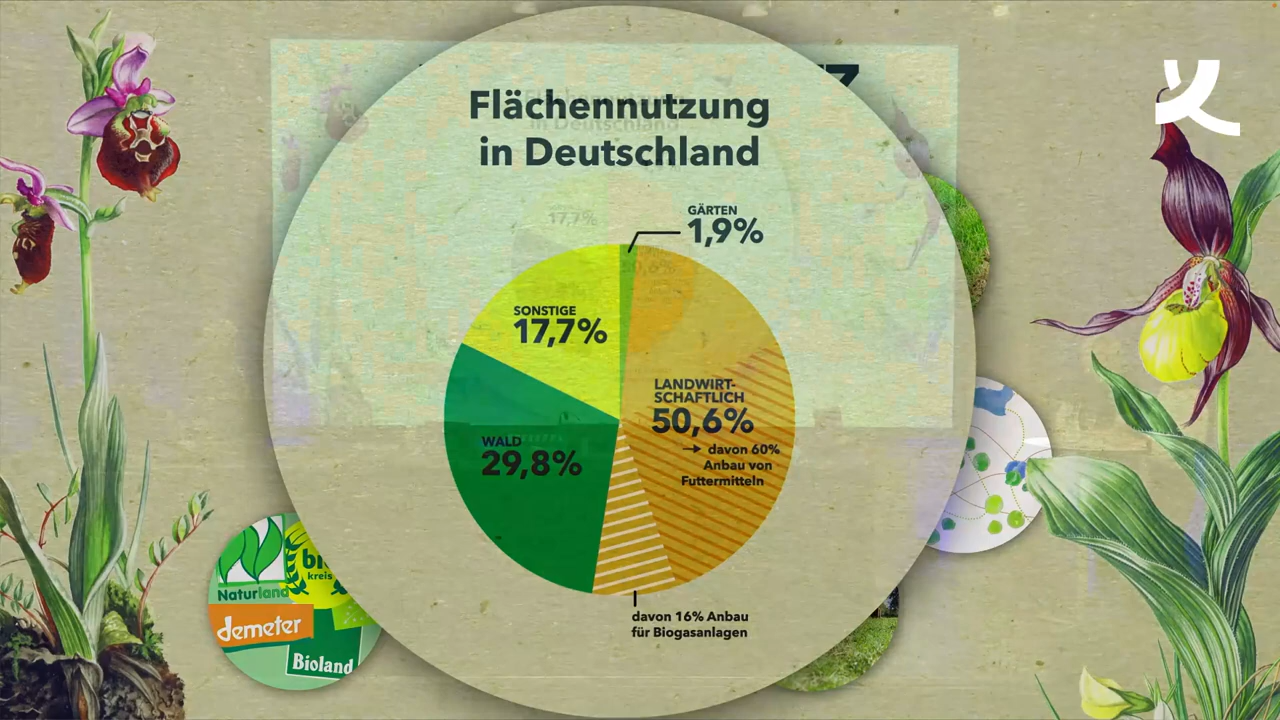 Flächennutzung
in Deutschland
GÄRTEN
1,9%
SONSTIGE
17,7%
LANDWIRT-
SCHAFTLICH
50,6%
→ davon 60%
Anbau von
Futtermitteln
WALD
29,8%
davon 16% Anbau
für Biogasanlagen
Naturland
kreis
demeter
Bioland